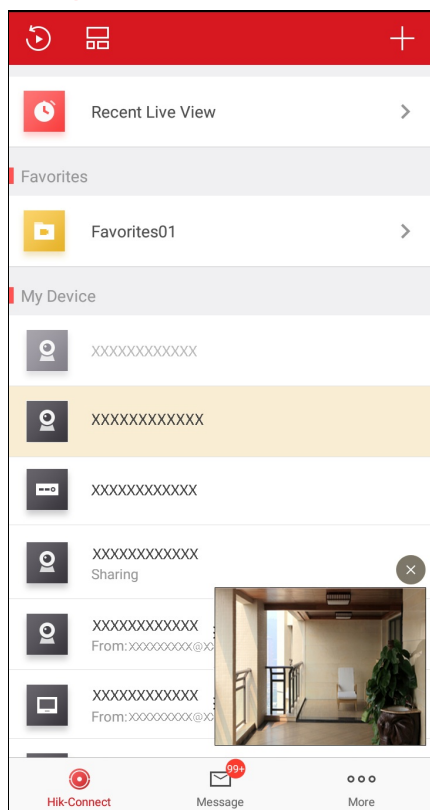 Recent Live View
Favorites
Favorites01
My Device
XXXXXXXXXXXX
XXXXXXXXXXXX
XXXXXXXXXXXX
XXXXXXXXXXXX
Sharing
XXXXXXXXXXXX
From:XXXXXXXXX@X
XXXXXXXXXXXX
From:XXXXXXXXX@X
99+
Hik-Connect
Message
More